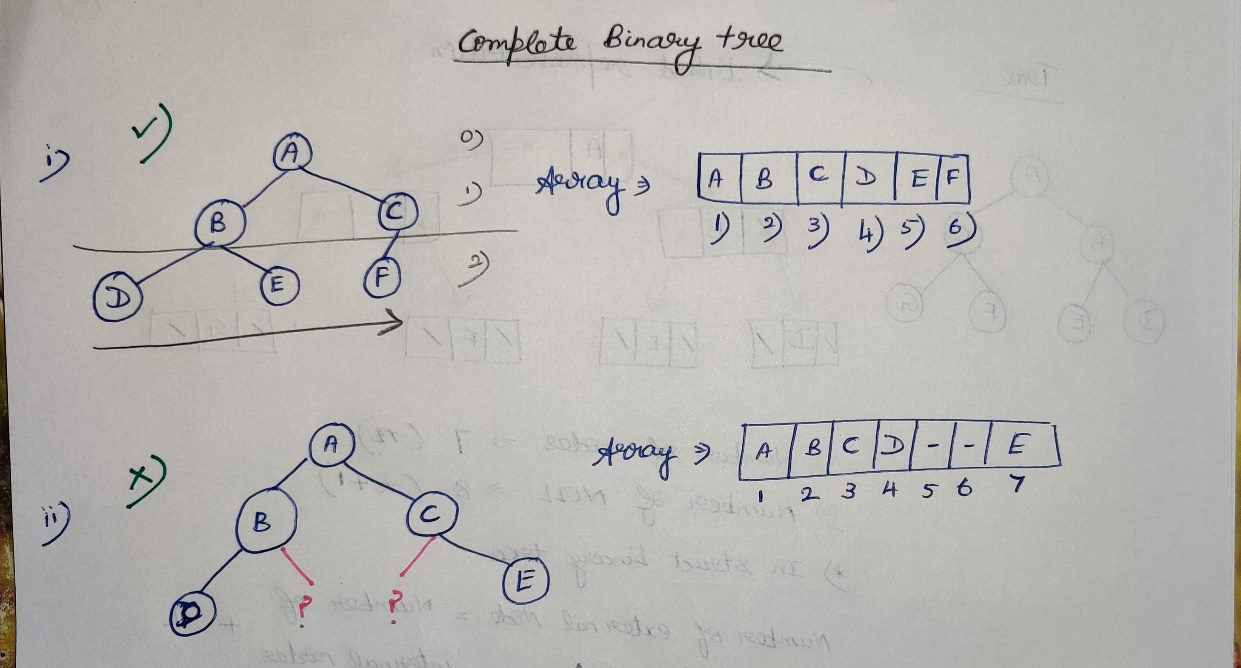 Complete Binary tree
i) ✓)
A
B C
D E F
0)
1)
2)
Array ⇒ A B C D E F
1) 2) 3) 4) 5) 6)
ii) x)
A
B C
D ? ? E
Array ⇒ A B C D - - E
1 2 3 4 5 6 7